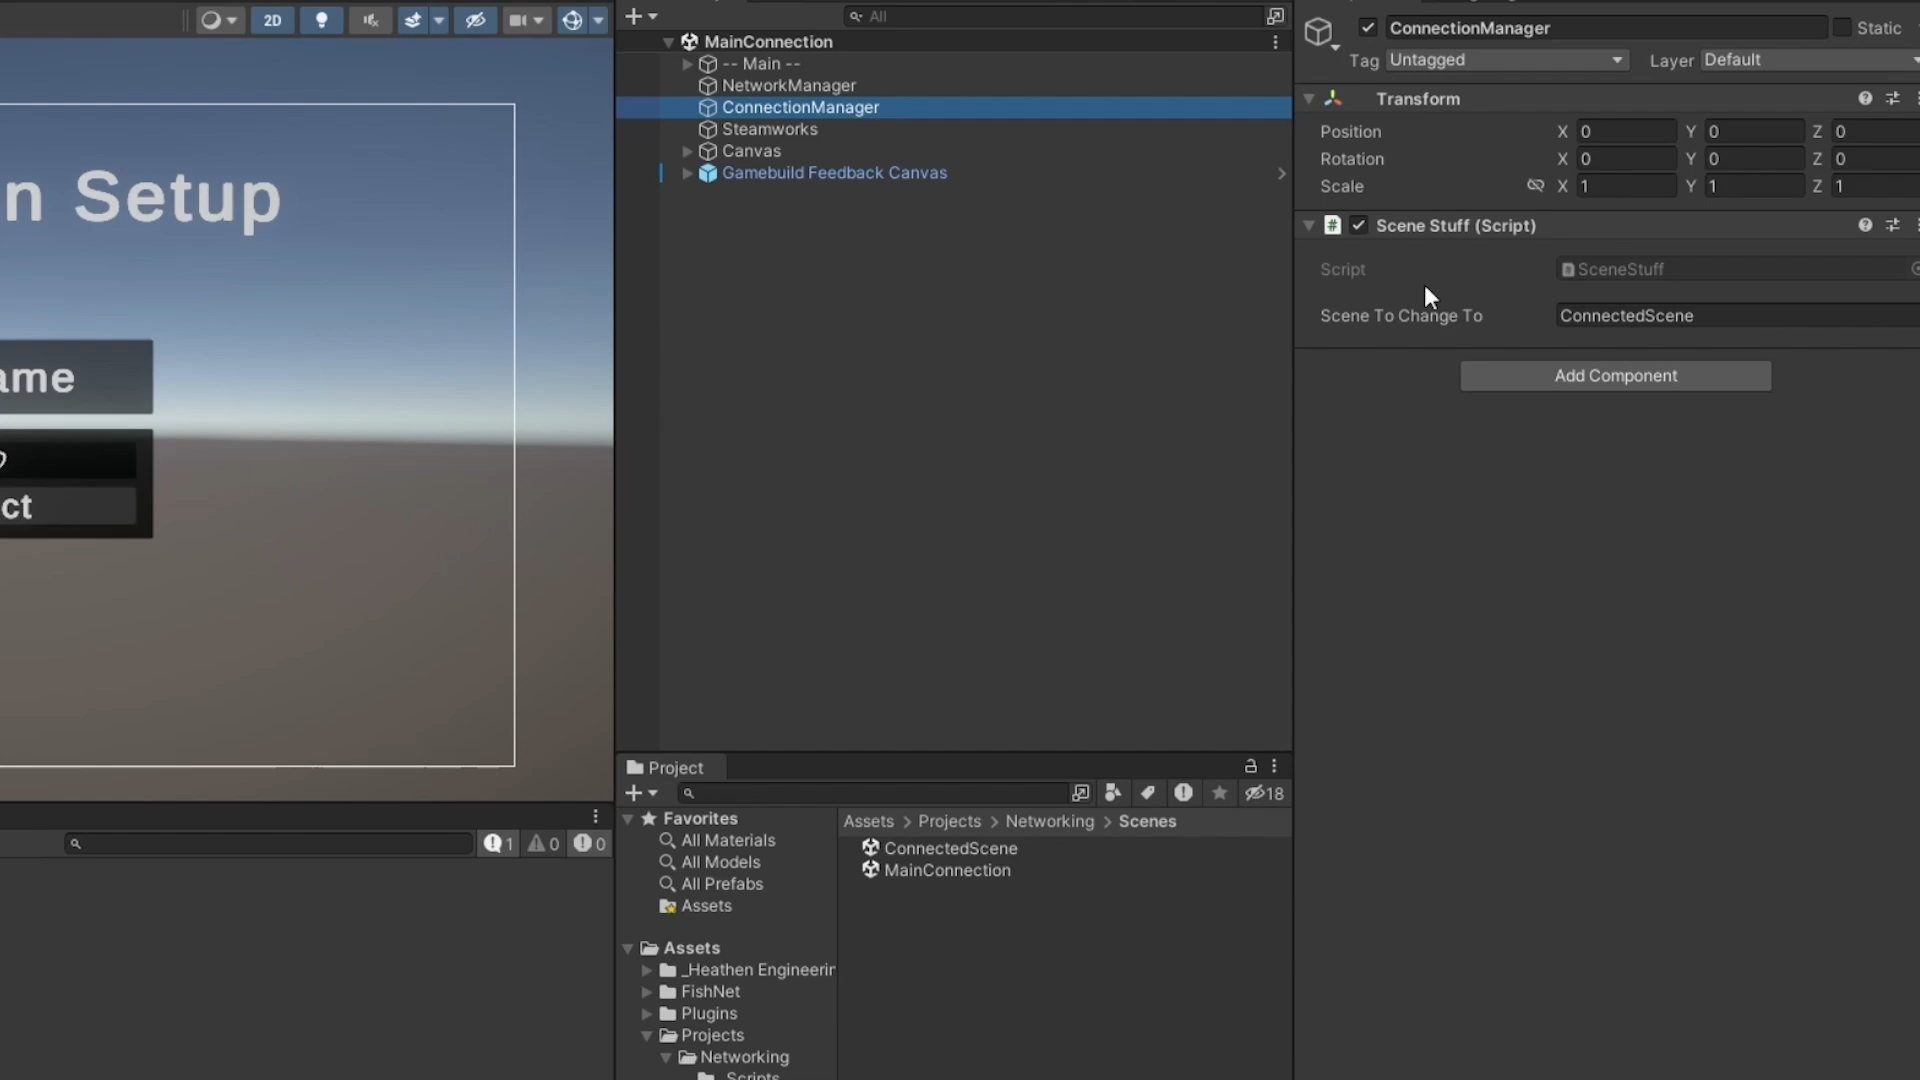 2D
n Setup
ame
ct
1
0
0
All
MainConnection
-- Main --
NetworkManager
ConnectionManager
Steamworks
Canvas
Gamebuild Feedback Canvas
Project
18
Favorites
All Materials
All Models
All Prefabs
Assets
Assets
_Heathen Engineerin
FishNet
Plugins
Projects
Networking
Scripts
Assets > Projects > Networking > Scenes
ConnectedScene
MainConnection
ConnectionManager
Static
Tag Untagged
Layer Default
Transform
Position X 0 Y 0 Z 0
Rotation X 0 Y 0 Z 0
Scale X 1 Y 1 Z 1
# Scene Stuff (Script)
Script SceneStuff
Scene To Change To ConnectedScene
Add Component